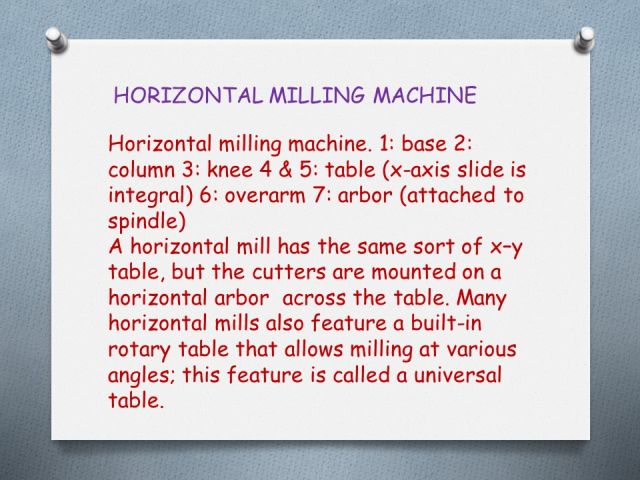 HORIZONTAL MILLING MACHINE
Horizontal milling machine. 1: base 2:
column 3: knee 4 & 5: table (x-axis slide is
integral) 6: overarm 7: arbor (attached to
spindle)
A horizontal mill has the same sort of x–y
table, but the cutters are mounted on a
horizontal arbor  across the table. Many
horizontal mills also feature a built-in
rotary table that allows milling at various
angles; this feature is called a universal
table.